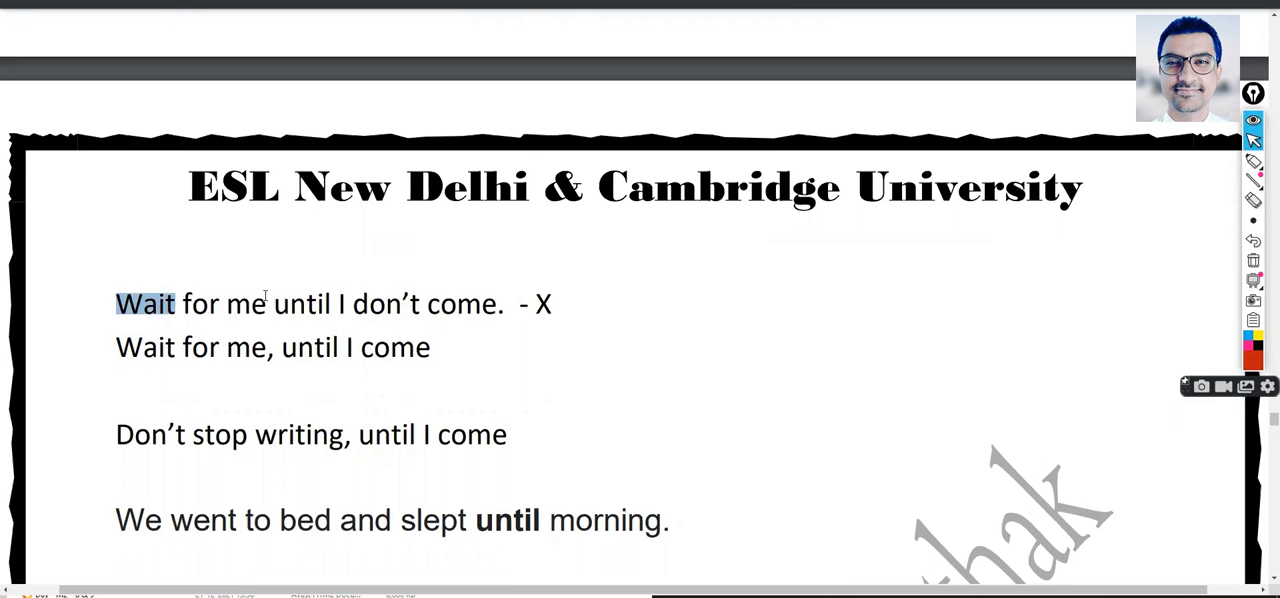 ESL New Delhi & Cambridge University
Wait for me until I don’t come. - X
Wait for me, until I come
Don’t stop writing, until I come
We went to bed and slept until morning.
thak